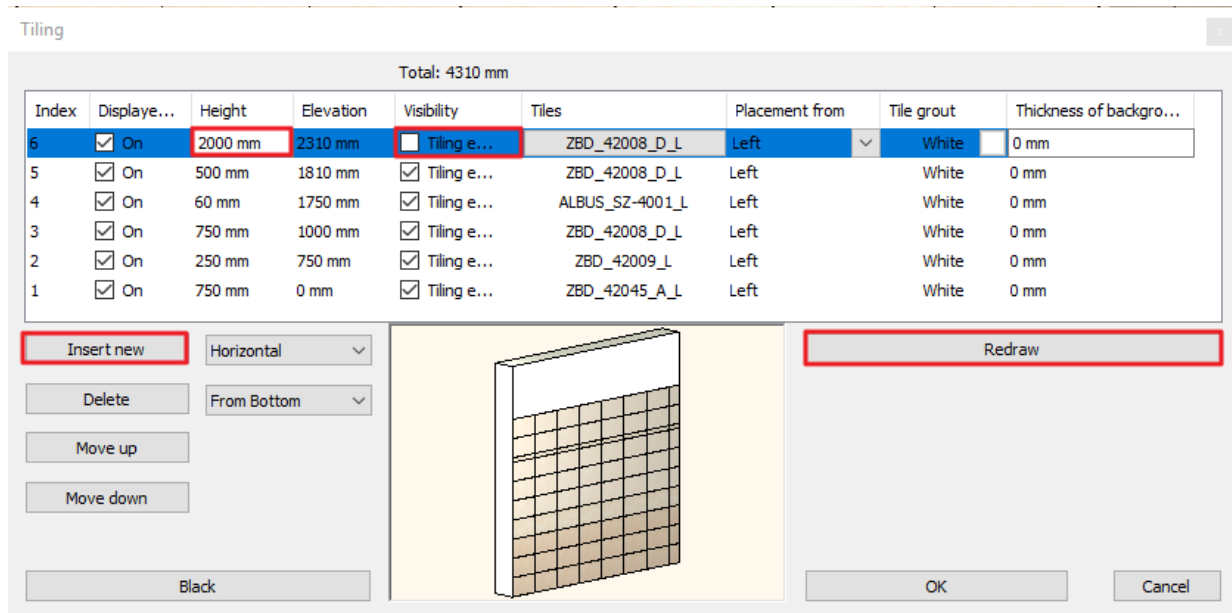 Tiling
x
Total: 4310 mm
Index Displaye... Height Elevation Visibility Tiles Placement from Tile grout Thickness of backgro...
6 On 2000 mm 2310 mm Tiling e... ZBD_42008_D_L Left White 0 mm
5 On 500 mm 1810 mm Tiling e... ZBD_42008_D_L Left White 0 mm
4 On 60 mm 1750 mm Tiling e... ALBUS_SZ-4001_L Left White 0 mm
3 On 750 mm 1000 mm Tiling e... ZBD_42008_D_L Left White 0 mm
2 On 250 mm 750 mm Tiling e... ZBD_42009_L Left White 0 mm
1 On 750 mm 0 mm Tiling e... ZBD_42045_A_L Left White 0 mm
Insert new Horizontal Redraw
Delete From Bottom
Move up
Move down
Black OK Cancel